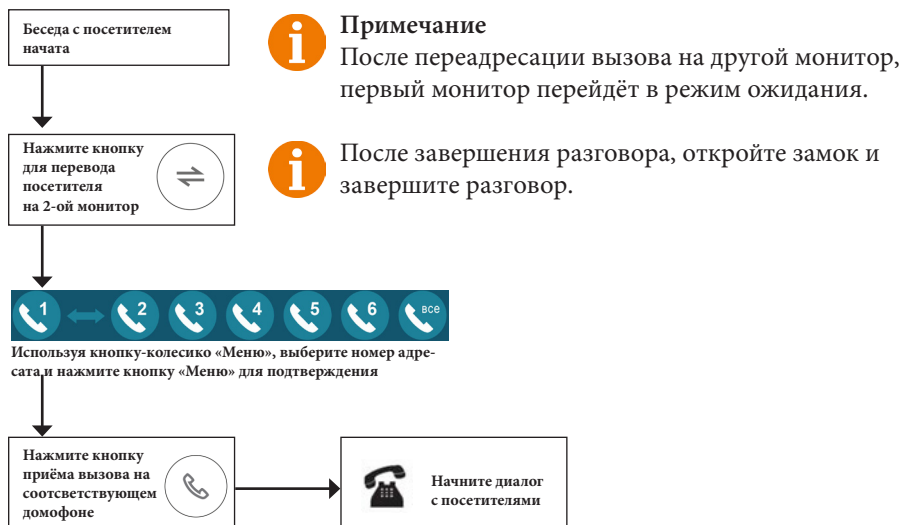 Беседа с посетителем
начата
Примечание
После переадресации вызова на другой монитор,
первый монитор перейдёт в режим ожидания.
Нажмите кнопку
для перевода
посетителя
на 2-ой монитор
После завершения разговора, откройте замок и
завершите разговор.
1 2 3 4 5 6 все
Используя кнопку-колесико «Меню», выберите номер адре-
сата и нажмите кнопку «Меню» для подтверждения
Нажмите кнопку
приёма вызова на
соотсветствующем
домофоне
Начните диалог
с посетителями